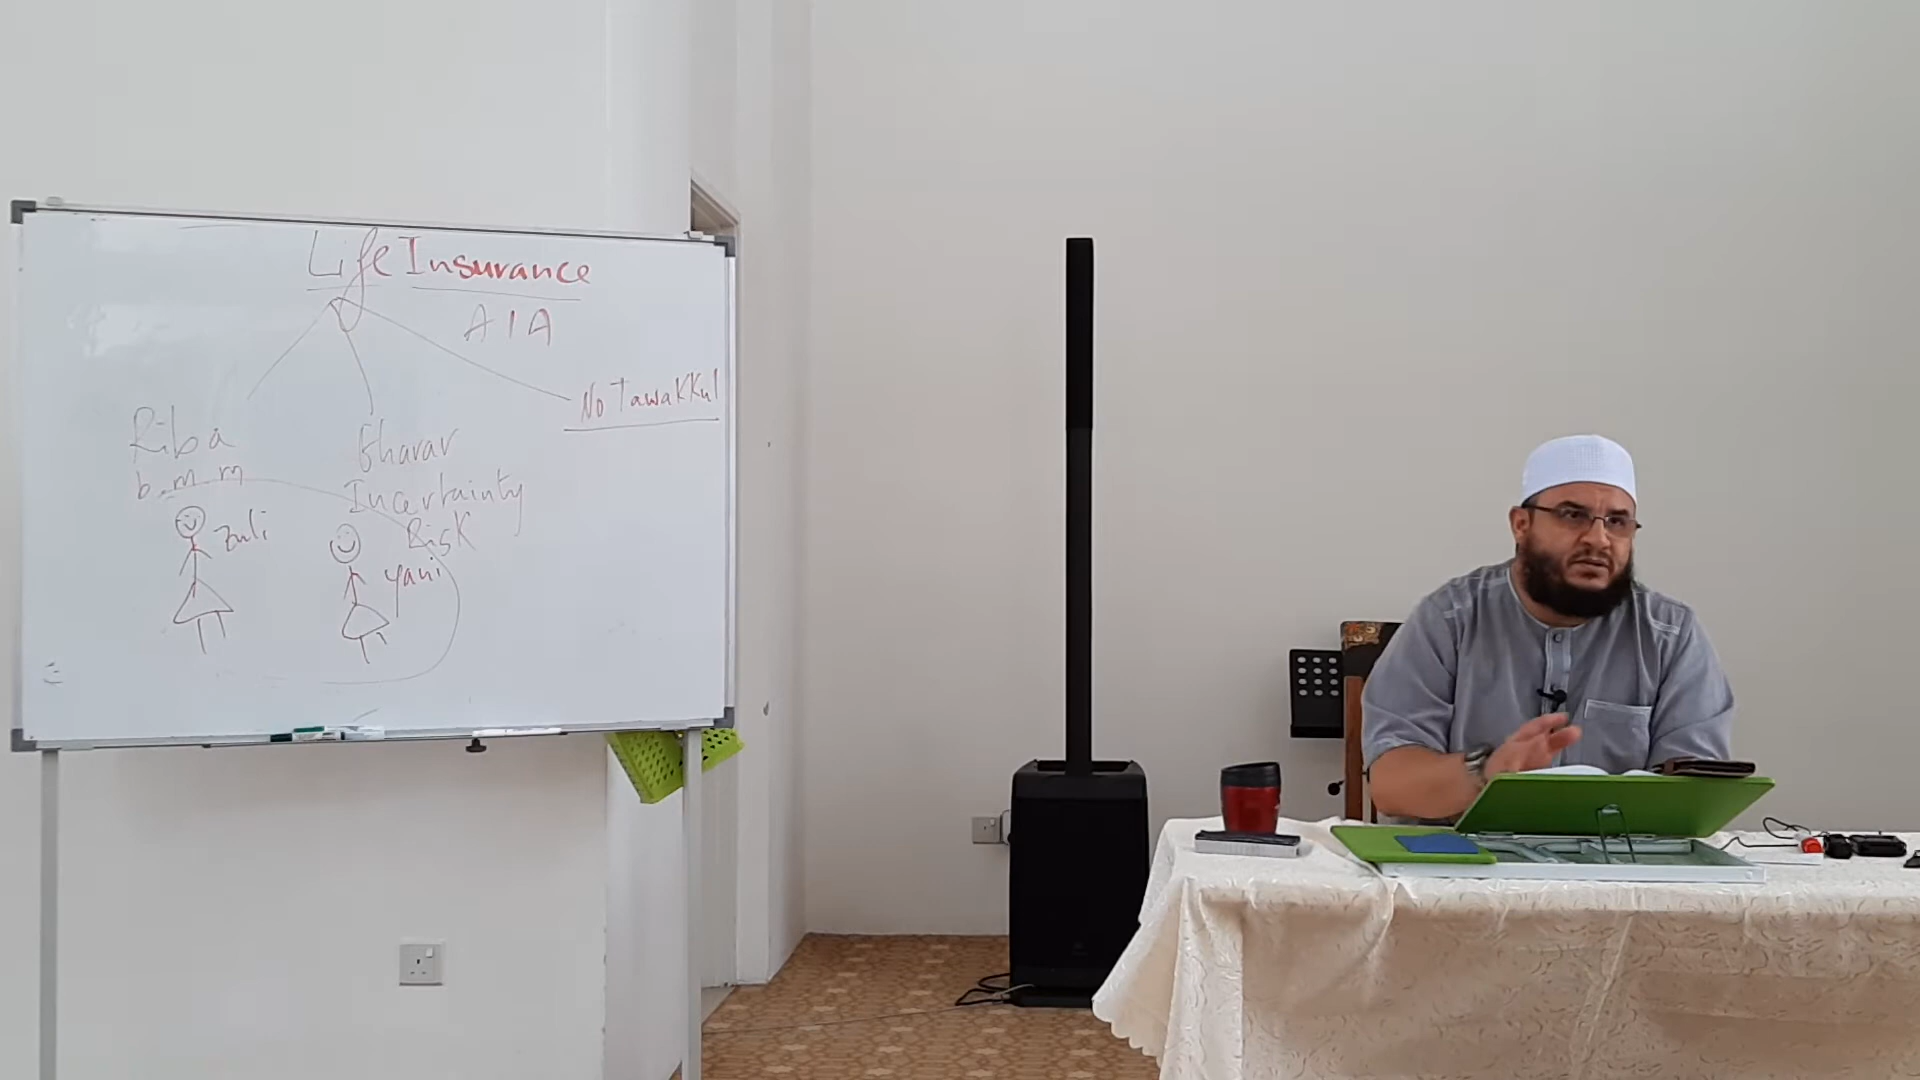 Life Insurance
AIA
No Tawakkul
Riba
b.m.m
Gharar
Incertainty
Risk
zuli
yani